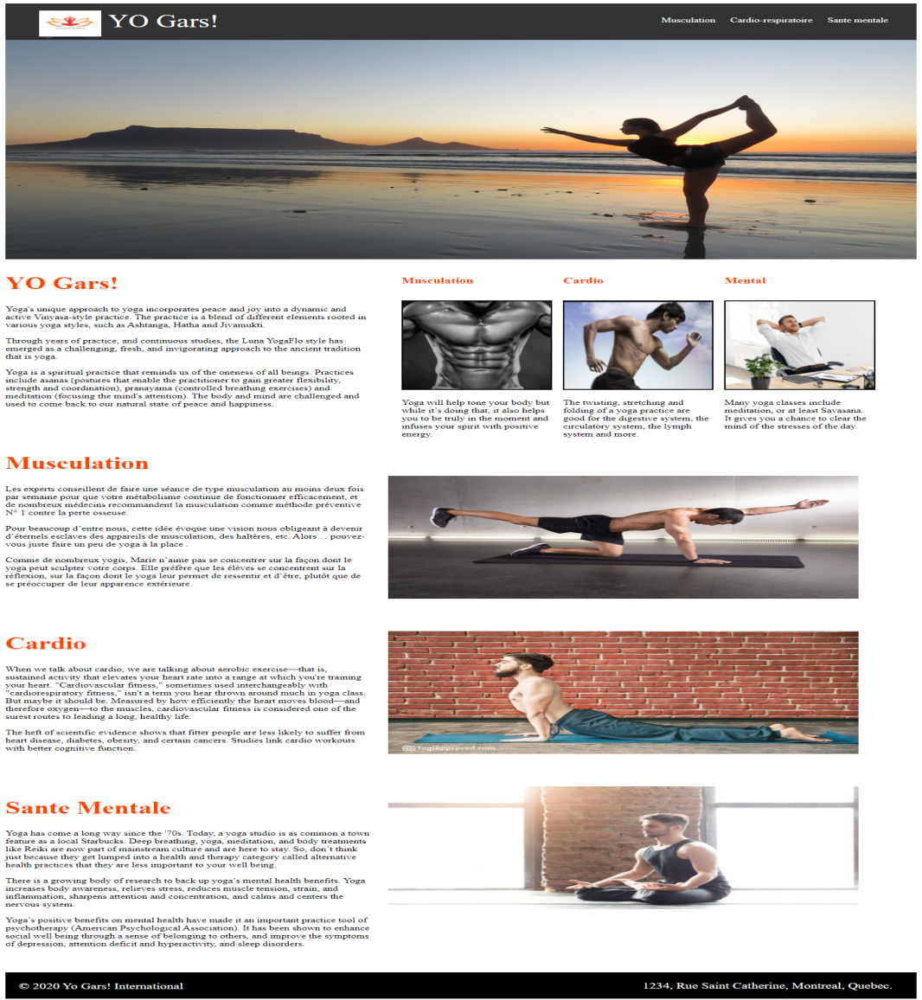 YO Gars!
Musculation Cardio-respiratoire Sante mentale
YO Gars!
Yoga's unique approach to yoga incorporates peace and joy into a dynamic and
active Vinyasa-style practice. The practice is a blend of different elements rooted in
various yoga styles, such as Ashtanga, Hatha and Jivamukti.
Through years of practice, and continuous studies, the Luna YogaFlo style has
emerged as a challenging, fresh, and invigorating approach to the ancient tradition
that is yoga.
Yoga is a spiritual practice that reminds us of the oneness of all beings. Practices
include asanas (postures that enable the practitioner to gain greater flexibility,
strength and coordination), pranayama (controlled breathing exercises) and
meditation (focusing the mind's attention). The body and mind are challenged and
used to come back to our natural state of peace and happiness.
Musculation
Yoga will help tone your body but
while it's doing that, it also helps
you to be truly in the moment and
infuses your spirit with positive
energy.
Cardio
The twisting, stretching and
folding of a yoga practice are
good for the digestive system, the
circulatory system, the lymph
system and more.
Mental
Many yoga classes include
meditation, or at least Savasana.
It gives you a chance to clear the
mind of the stresses of the day.
Musculation
Les experts conseillent de faire une séance de type musculation au moins deux fois
par semaine pour que votre métabolisme continue de fonctionner efficacement, et
de nombreux médecins recommandent la musculation comme méthode préventive
N° 1 contre la perte osseuse.
Pour beaucoup d'entre nous, cette idée évoque une vision nous obligeant à devenir
d'éternels esclaves des appareils de musculation, des haltères, etc. Alors… pouvez-
vous juste faire un peu de yoga à la place .
Comme de nombreux yogis, Marie n'aime pas se concentrer sur la façon dont le
yoga peut sculpter votre corps. Elle préfère que les élèves se concentrent sur la
réflexion, sur la façon dont le yoga leur permet de ressentir et d'être, plutôt que de
se préoccuper de leur apparence extérieure.
Cardio
When we talk about cardio, we are talking about aerobic exercise—that is,
sustained activity that elevates your heart rate into a range at which you're training
your heart. "Cardiovascular fitness," sometimes used interchangeably with
"cardiorespiratory fitness," isn't a term you hear thrown around much in yoga class.
But maybe it should be. Measured by how efficiently the heart moves blood—and
therefore oxygen—to the muscles, cardiovascular fitness is considered one of the
surest routes to leading a long, healthy life.
The heft of scientific evidence shows that fitter people are less likely to suffer from
heart disease, diabetes, obesity, and certain cancers. Studies link cardio workouts
with better cognitive function.
YogiApproved.com
Sante Mentale
Yoga has come a long way since the '70s. Today, a yoga studio is as common a town
feature as a local Starbucks. Deep breathing, yoga, meditation, and body treatments
like Reiki are now part of mainstream culture and are here to stay. So, don't think
just because they get lumped into a health and therapy category called alternative
health practices that they are less important to your well being.
There is a growing body of research to back up yoga's mental health benefits. Yoga
increases body awareness, relieves stress, reduces muscle tension, strain, and
inflammation, sharpens attention and concentration, and calms and centers the
nervous system.
Yoga's positive benefits on mental health have made it an important practice tool of
psychotherapy (American Psychological Association). It has been shown to enhance
social well being through a sense of belonging to others, and improve the symptoms
of depression, attention deficit and hyperactivity, and sleep disorders.
© 2020 Yo Gars! International
1234, Rue Saint Catherine, Montreal, Quebec.